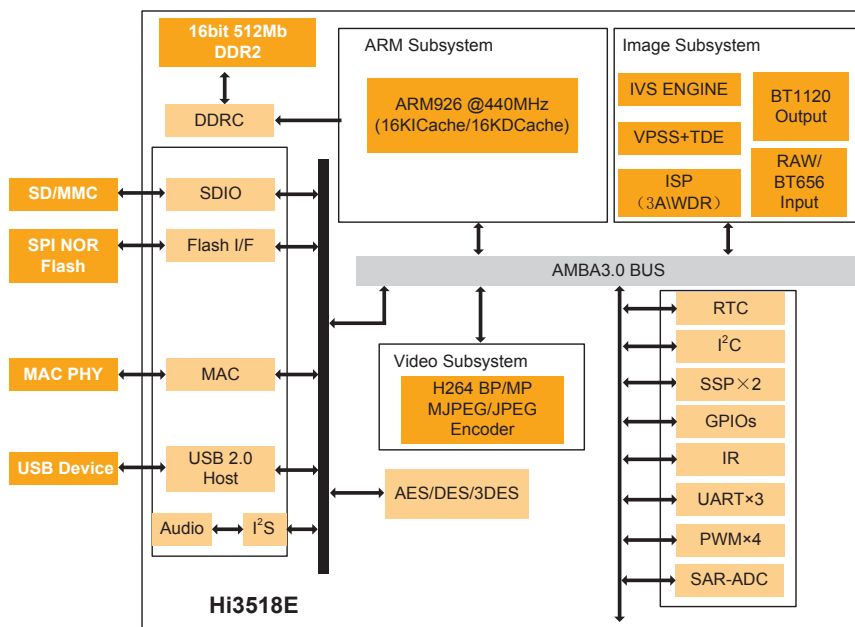 16bit 512Mb
DDR2
DDRC
ARM Subsystem
ARM926 @440MHz
(16KICache/16KDCache)
Image Subsystem
IVS ENGINE
VPSS+TDE
ISP
(3A\WDR)
BT1120
Output
RAW/
BT656
Input
SD/MMC
SDIO
SPI NOR
Flash
Flash I/F
MAC PHY
MAC
USB Device
USB 2.0
Host
Audio
I²S
AMBA3.0 BUS
Video Subsystem
H264 BP/MP
MJPEG/JPEG
Encoder
AES/DES/3DES
RTC
I²C
SSP×2
GPIOs
IR
UART×3
PWM×4
SAR-ADC
Hi3518E